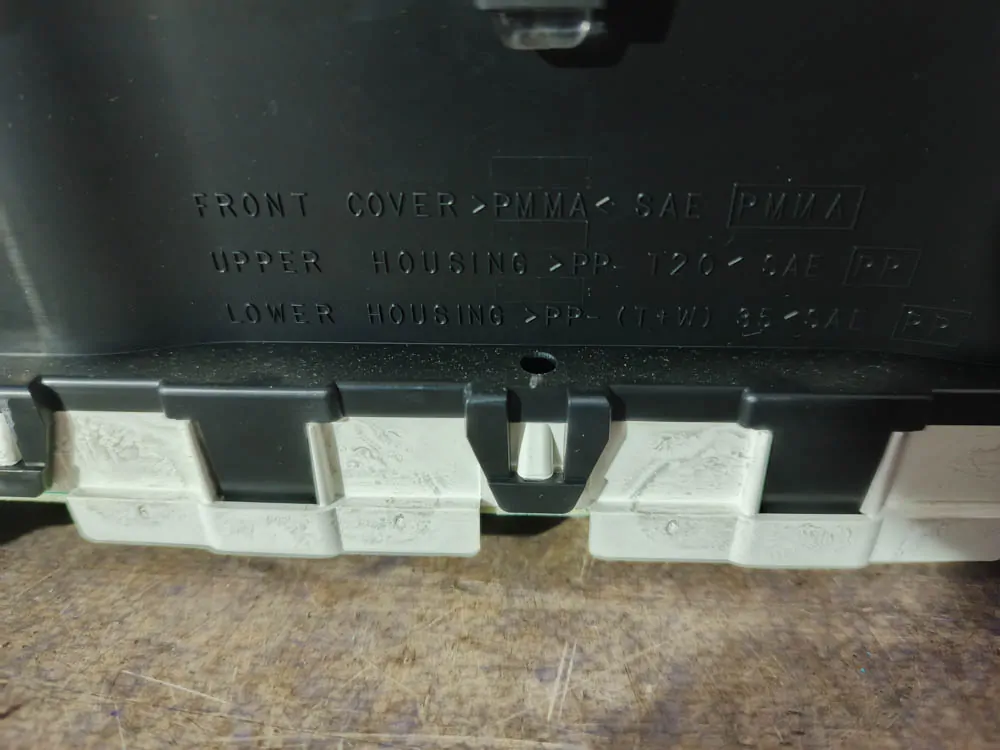 FRONT COVER >PMMA< SAE PMMA
UPPER HOUSING >PP- T20< SAE PP
LOWER HOUSING >PP- (T+W) 35< SAE PP